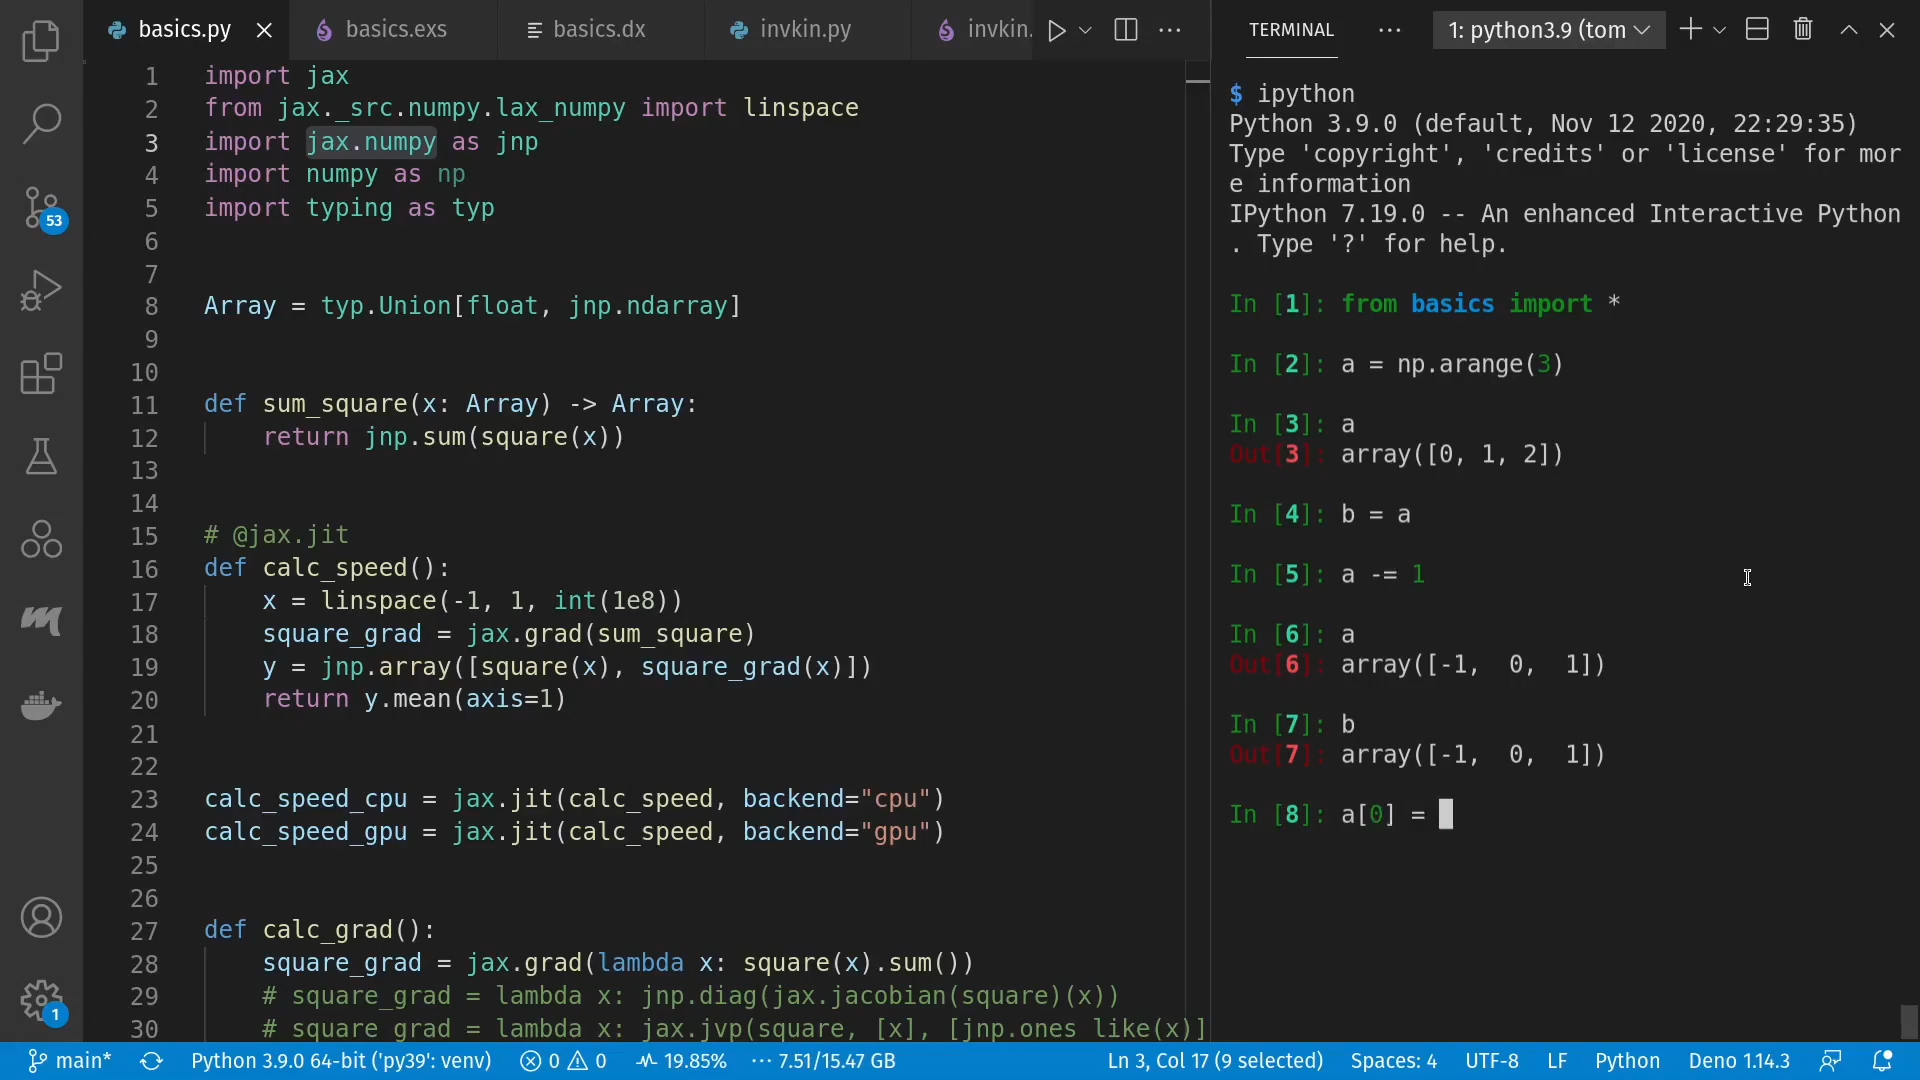 basics.py
basics.exs
basics.dx
invkin.py
invkin.
TERMINAL
1: python3.9 (tom
53
1
1 import jax
2 from jax._src.numpy.lax_numpy import linspace
3 import jax.numpy as jnp
4 import numpy as np
5 import typing as typ
6
7
8 Array = typ.Union[float, jnp.ndarray]
9
10
11 def sum_square(x: Array) -> Array:
12     return jnp.sum(square(x))
13
14
15 # @jax.jit
16 def calc_speed():
17     x = linspace(-1, 1, int(1e8))
18     square_grad = jax.grad(sum_square)
19     y = jnp.array([square(x), square_grad(x)])
20     return y.mean(axis=1)
21
22
23 calc_speed_cpu = jax.jit(calc_speed, backend="cpu")
24 calc_speed_gpu = jax.jit(calc_speed, backend="gpu")
25
26
27 def calc_grad():
28     square_grad = jax.grad(lambda x: square(x).sum())
29     # square_grad = lambda x: jnp.diag(jax.jacobian(square)(x))
30     # square_grad = lambda x: jax.jvp(square, [x], [jnp.ones_like(x)]
$ ipython
Python 3.9.0 (default, Nov 12 2020, 22:29:35)
Type 'copyright', 'credits' or 'license' for mor
e information
IPython 7.19.0 -- An enhanced Interactive Python
. Type '?' for help.
In [1]: from basics import *
In [2]: a = np.arange(3)
In [3]: a
Out[3]: array([0, 1, 2])
In [4]: b = a
In [5]: a -= 1
In [6]: a
Out[6]: array([-1,  0,  1])
In [7]: b
Out[7]: array([-1,  0,  1])
In [8]: a[0] =
main* Python 3.9.0 64-bit ('py39': venv) 0 0 19.85% 7.51/15.47 GB Ln 3, Col 17 (9 selected) Spaces: 4 UTF-8 LF Python Deno 1.14.3